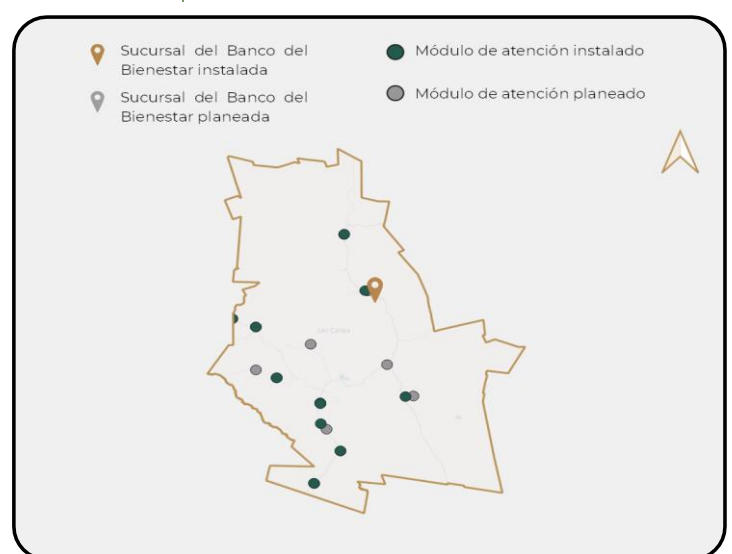 Sucursal del Banco del
Bienestar instalada
Sucursal del Banco del
Bienestar planeada
Módulo de atención instalado
Módulo de atención planeado